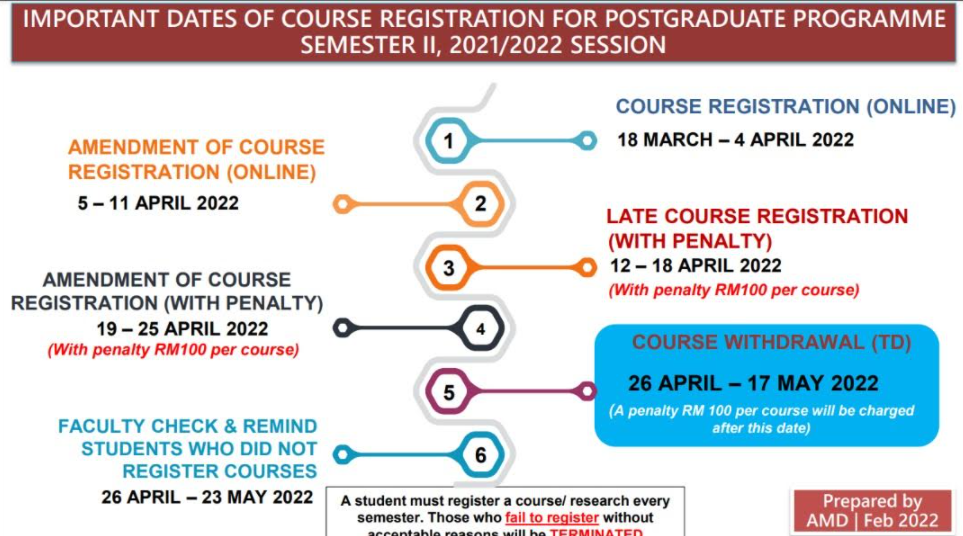 IMPORTANT DATES OF COURSE REGISTRATION FOR POSTGRADUATE PROGRAMME
SEMESTER II, 2021/2022 SESSION
1
COURSE REGISTRATION (ONLINE)
18 MARCH – 4 APRIL 2022
AMENDMENT OF COURSE
REGISTRATION (ONLINE)
5 – 11 APRIL 2022
2
3
LATE COURSE REGISTRATION
(WITH PENALTY)
12 – 18 APRIL 2022
(With penalty RM100 per course)
AMENDMENT OF COURSE
REGISTRATION (WITH PENALTY)
19 – 25 APRIL 2022
(With penalty RM100 per course)
4
5
COURSE WITHDRAWAL (TD)
26 APRIL – 17 MAY 2022
(A penalty RM 100 per course will be charged
after this date)
FACULTY CHECK & REMIND
STUDENTS WHO DID NOT
REGISTER COURSES
26 APRIL – 23 MAY 2022
6
A student must register a course/ research every
semester. Those who fail to register without
acceptable reasons will be TERMINATED
Prepared by
AMD | Feb 2022